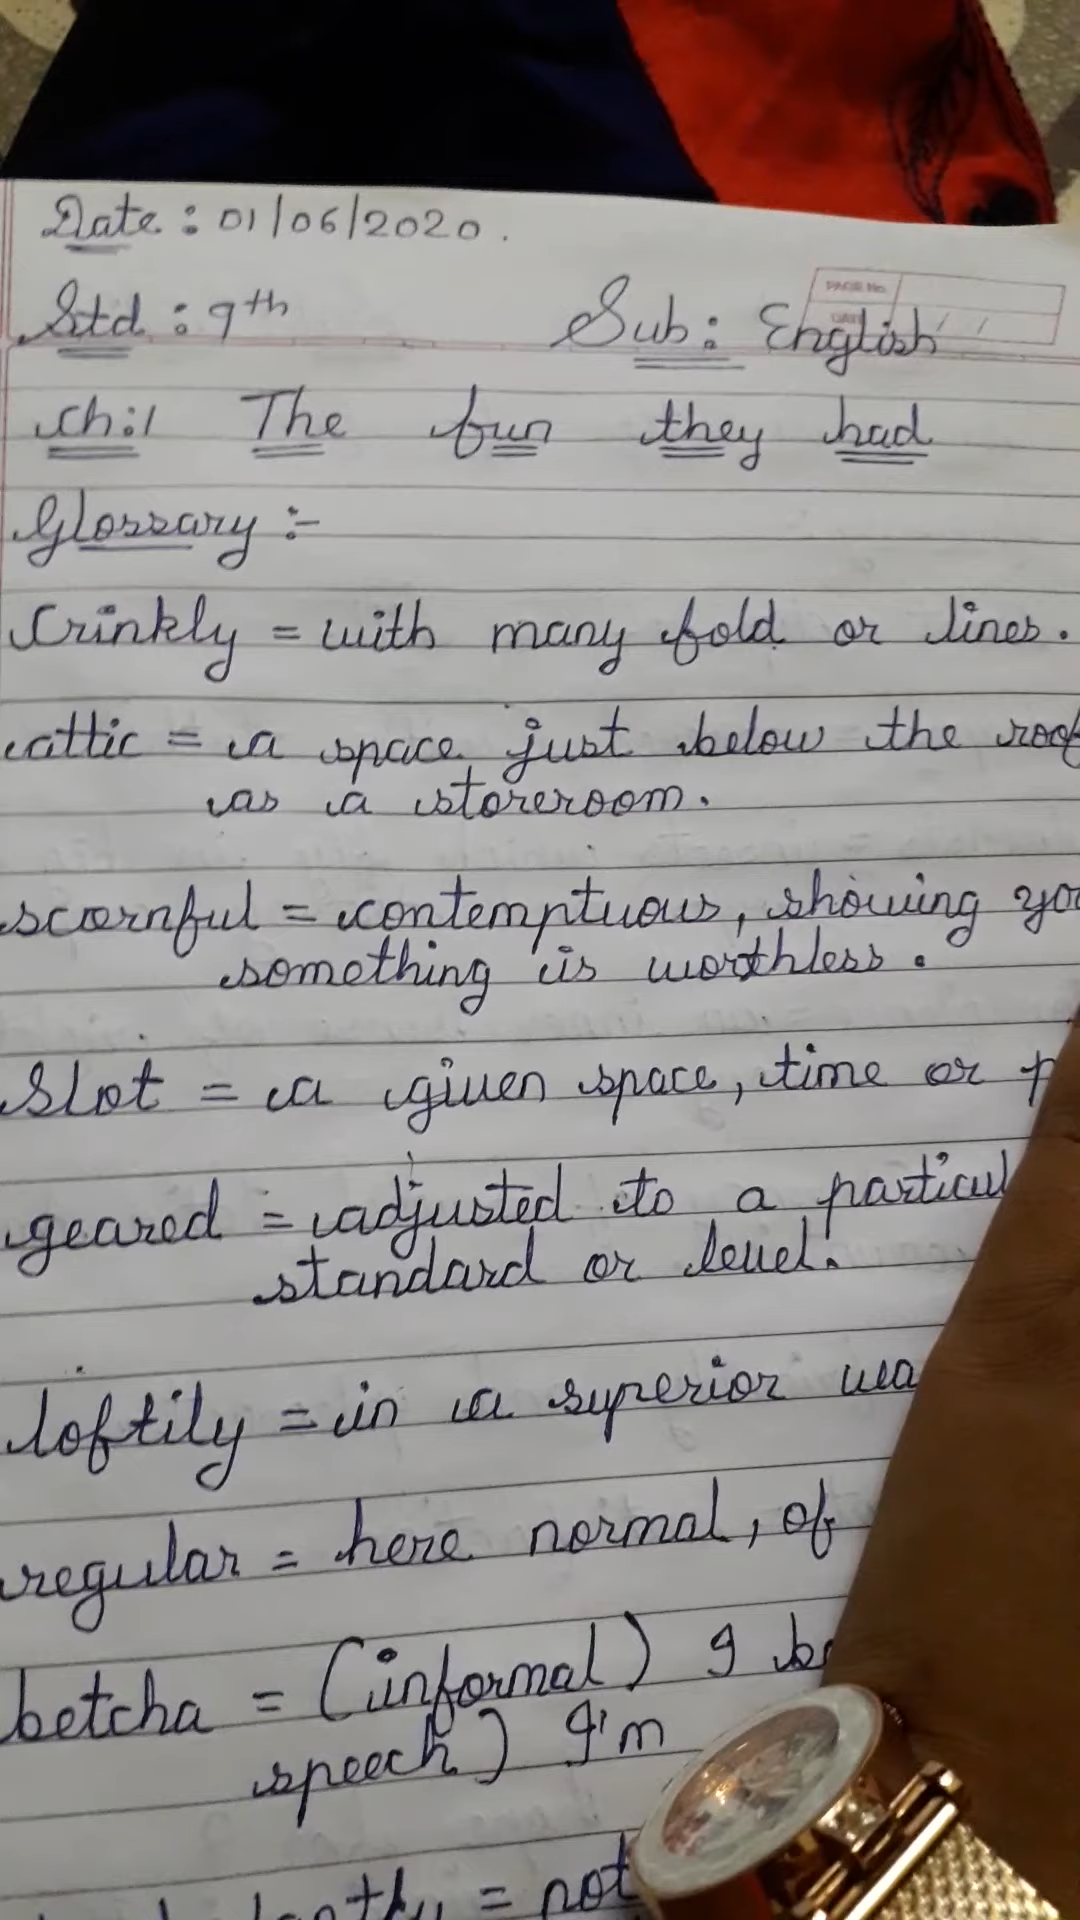 Date : 01/06/2020.
PAGE No.
DATE / /
Std : 9th Sub : English
Ch:1 The fun they had
Glossary :-
Crinkly = with many fold or lines.
attic = a space just below the roof
as a storeroom.
scornful = contemptuous, showing
something is worthless.
Slot = a given space, time or
geared = adjusted to a
standard or level.
loftily = in a superior
regular = here normal, of
betcha = (informal) I
speech) I'm
= not